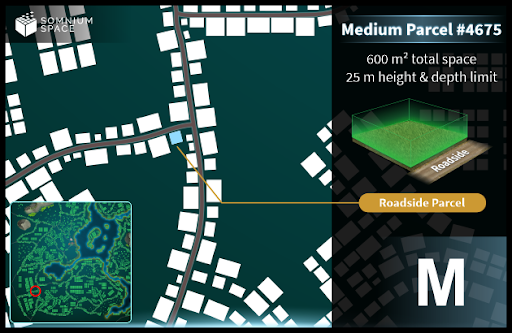 SOMNIUM
SPACE
Medium Parcel #4675
600 m² total space
25 m height & depth limit
Roadside
Roadside Parcel
M